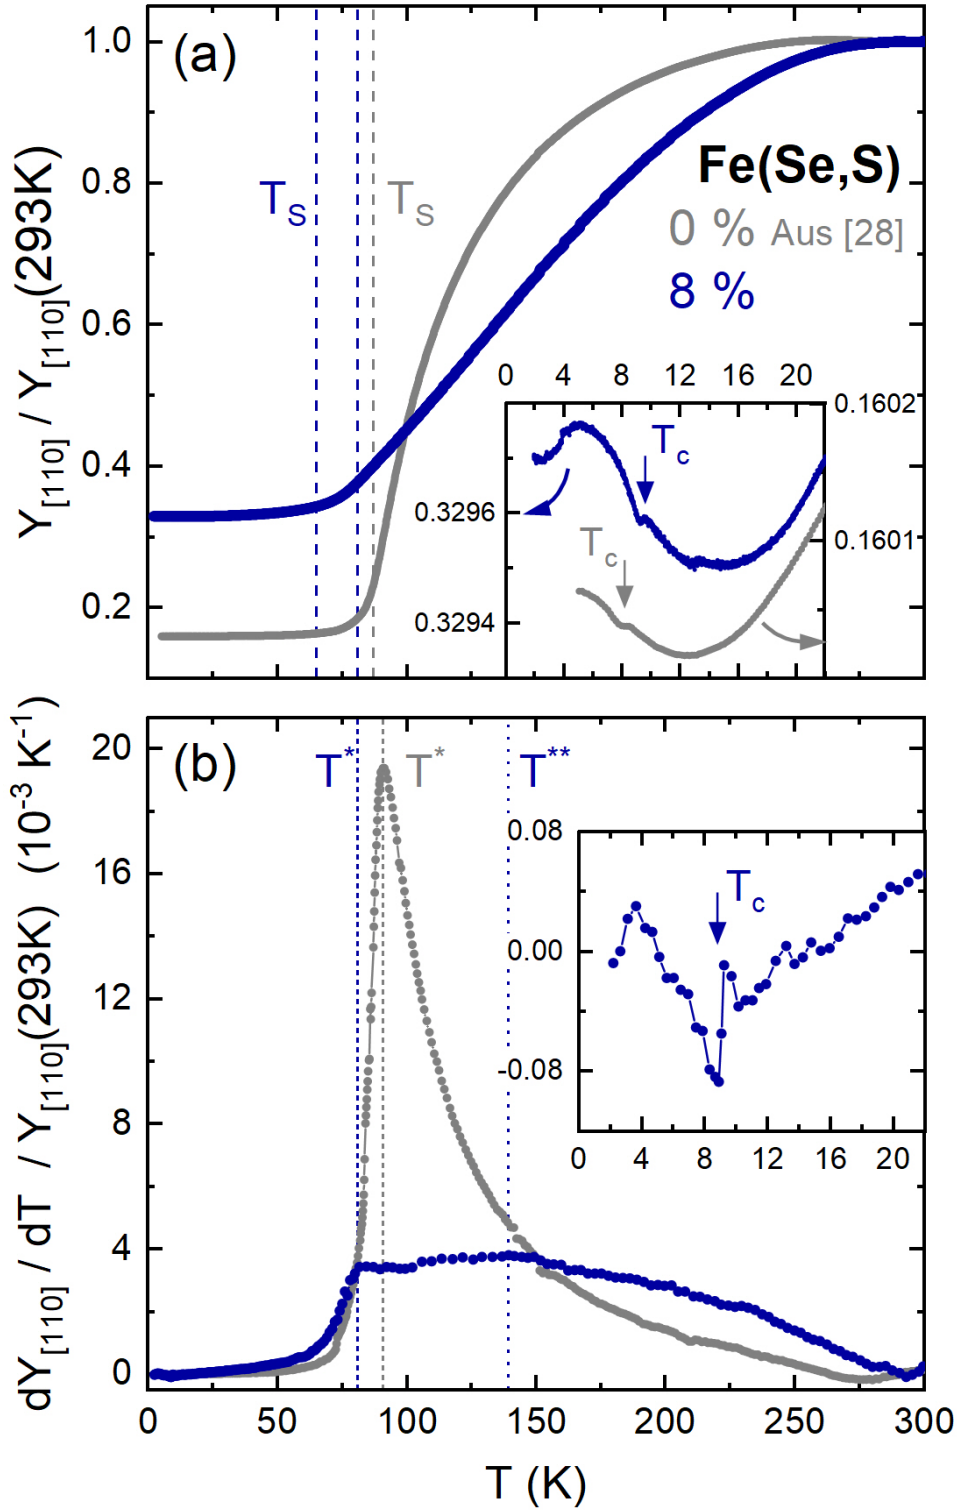 (a)
1.0
0.8
0.6
0.4
0.2
Y[110] / Y[110](293K)
TS
TS
Fe(Se,S)
0 % Aus [28]
8 %
0 4 8 12 16 20
0.1602
0.1601
0.3296
0.3294
Tc
Tc
(b)
T*
T*
T**
20
16
12
8
4
0
dY[110] / dT / Y[110](293K) (10⁻³ K⁻¹)
0.08
0.00
-0.08
Tc
0 4 8 12 16 20
0 50 100 150 200 250 300
T (K)